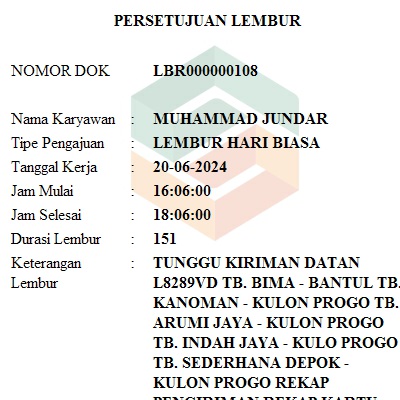 PERSETUJUAN LEMBUR
NOMOR DOK LBR000000108
Nama Karyawan : MUHAMMAD JUNDAR
Tipe Pengajuan : LEMBUR HARI BIASA
Tanggal Kerja : 20-06-2024
Jam Mulai : 16:06:00
Jam Selesai : 18:06:00
Durasi Lembur : 151
Keterangan : TUNGGU KIRIMAN DATAN
Lembur L8289VD TB. BIMA - BANTUL TB.
KANOMAN - KULON PROGO TB.
ARUMI JAYA - KULON PROGO
TB. INDAH JAYA - KULO PROGO
TB. SEDERHANA DEPOK -
KULON PROGO REKAP
PENGIRIMAN REKAP KARTU